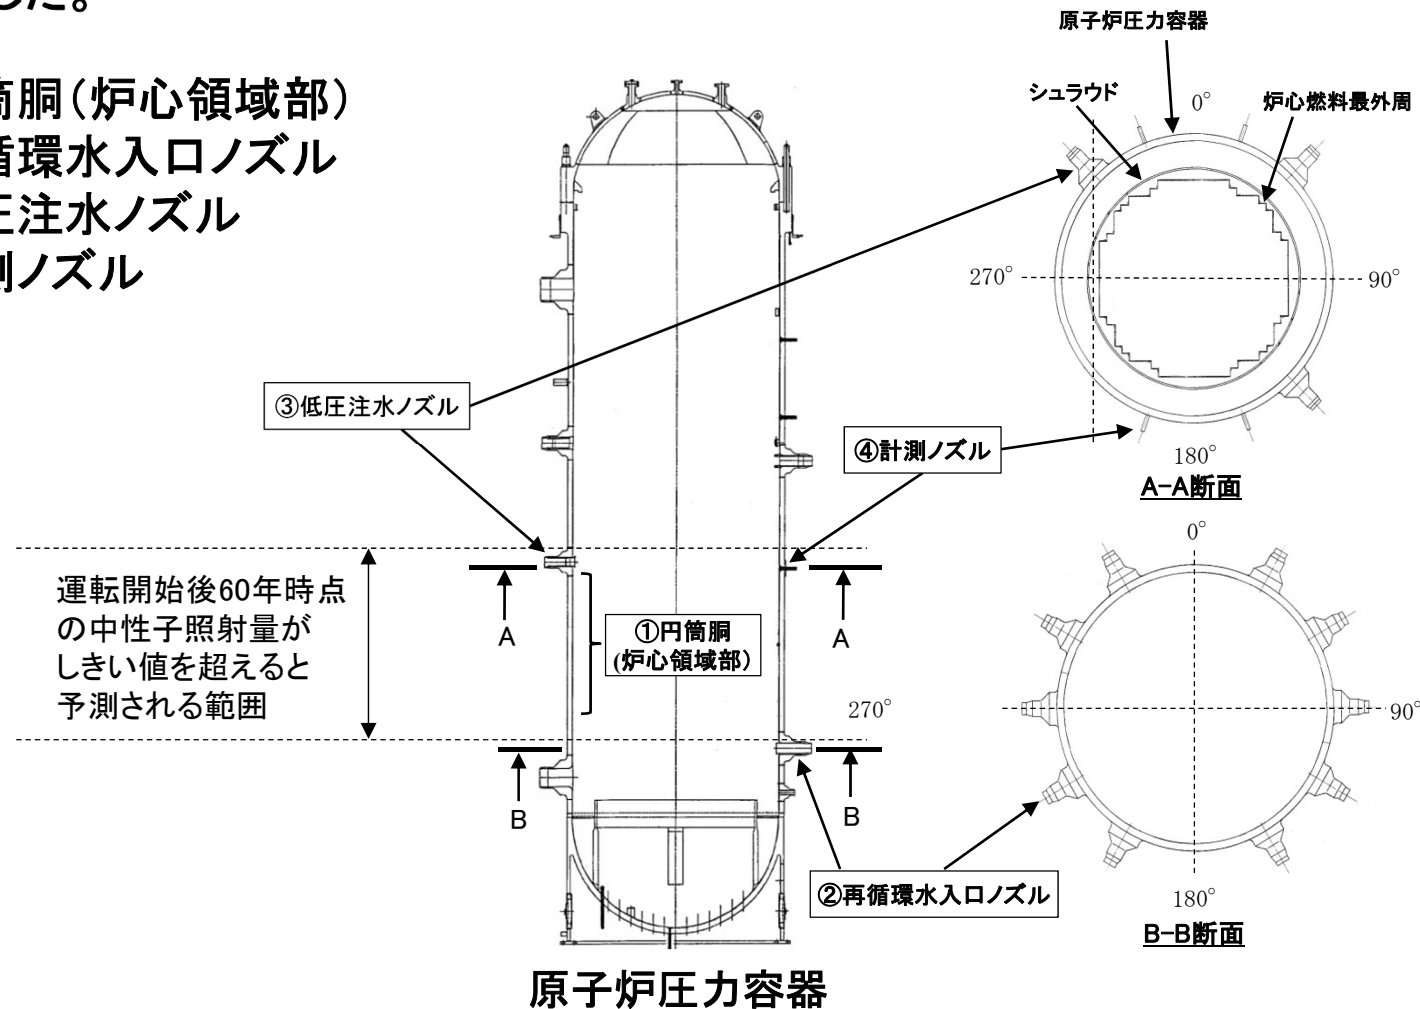 した。
筒胴(炉心領域部)
循環水入口ノズル
圧注水ノズル
測ノズル
原子炉圧力容器
シュラウド
0°
炉心燃料最外周
270°
90°
180°
A-A断面
③低圧注水ノズル
④計測ノズル
運転開始後60年時点
の中性子照射量が
しきい値を超えると
予測される範囲
A
A
①円筒胴
(炉心領域部)
B
B
②再循環水入口ノズル
0°
270°
90°
180°
B-B断面
原子炉圧力容器